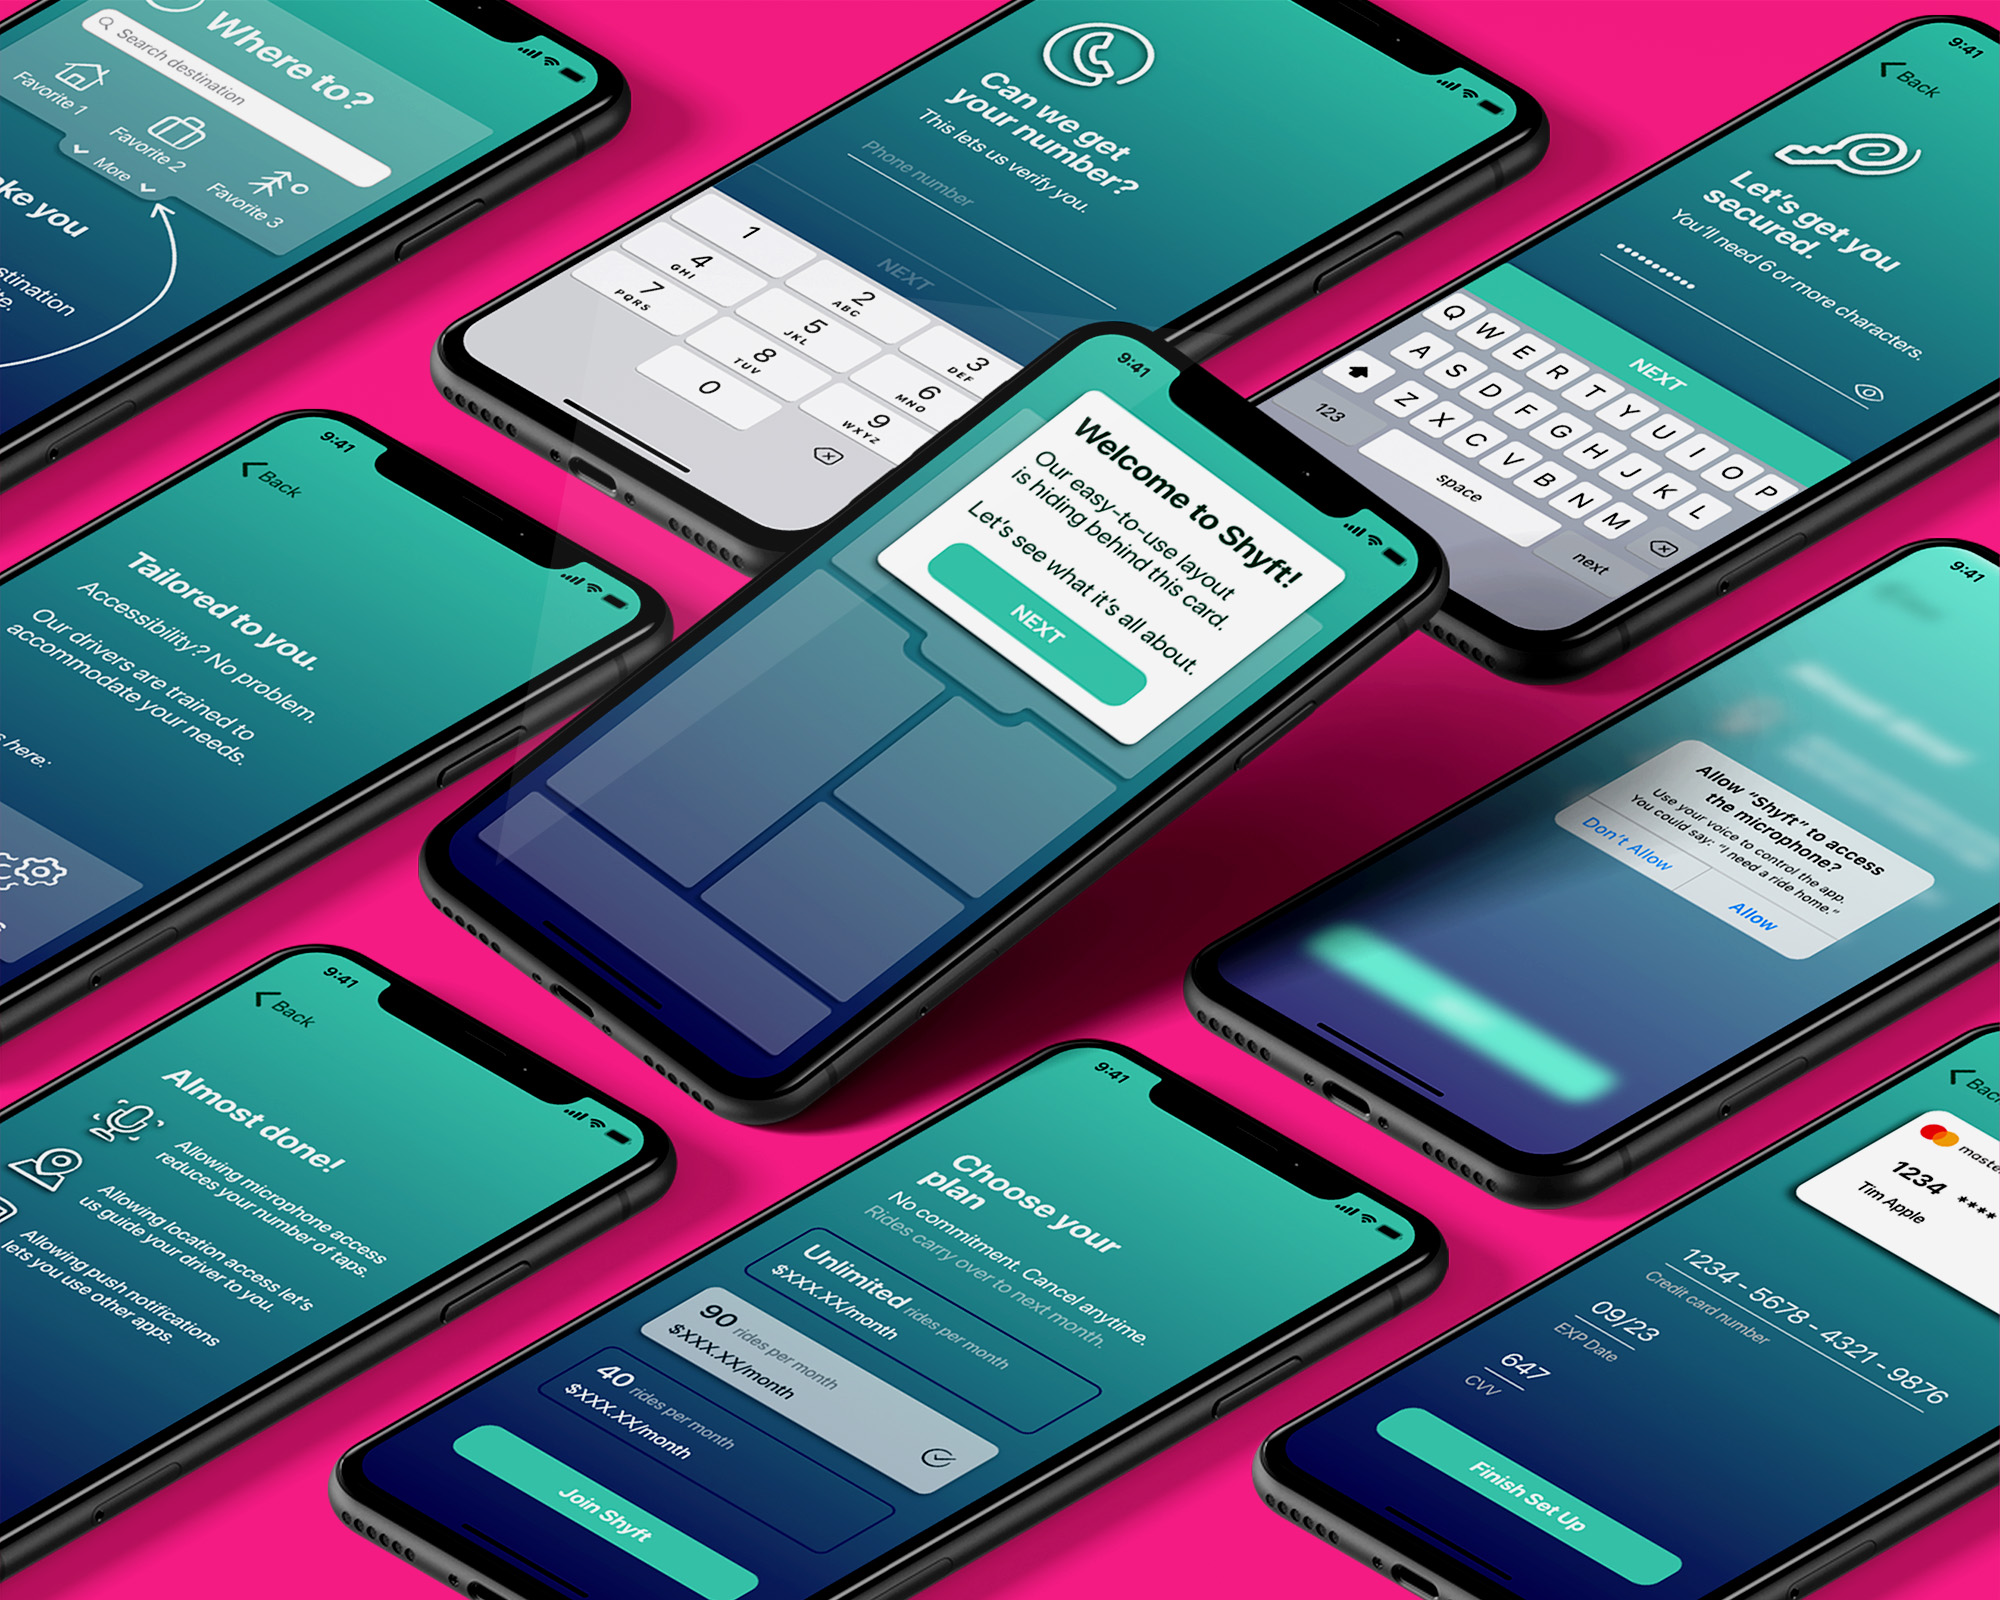 Where to?
Search destination
Favorite 1
Favorite 2
Favorite 3
More
you
Can we get
your number?
This lets us verify you.
Phone number
NEXT
1
2
ABC
3
DEF
4
GHI
5
JKL
6
MNO
7
PQRS
8
TUV
9
WXYZ
0
9:41
Back
Let's get you
secured.
You'll need 6 or more characters.
NEXT
Q W E R T Y U I O P
A S D F G H J K L
Z X C V B N M
123
space
next
9:41
Back
Tailored to you.
Accessibility? No problem.
Our drivers are trained to
accommodate your needs.
here:
9:41
Welcome to Shyft!
Our easy-to-use layout
is hiding behind this card.
Let's see what it's all about.
NEXT
9:41
Allow "Shyft" to access
the microphone?
Use your voice to control the app.
You could say: "I need a ride home."
Don't Allow
Allow
9:41
Back
Almost done!
Allowing microphone access
reduces your number of taps.
Allowing location access let's
us guide your driver to you.
Allowing push notifications
lets you use other apps.
9:41
Choose your
plan
No commitment. Cancel anytime.
Rides carry over to next month.
Unlimited rides per month
$XXX.XX/month
90 rides per month
$XXX.XX/month
40 rides per month
$XXX.XX/month
Join Shyft
Back
1234 ****
Tim Apple
1234 - 5678 - 4321 - 9876
Credit card number
09/23
EXP Date
647
CVV
Finish Set Up